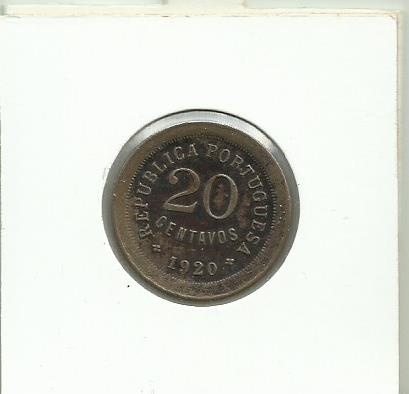 REPUBLICA PORTUGUESA
20
CENTAVOS
1920